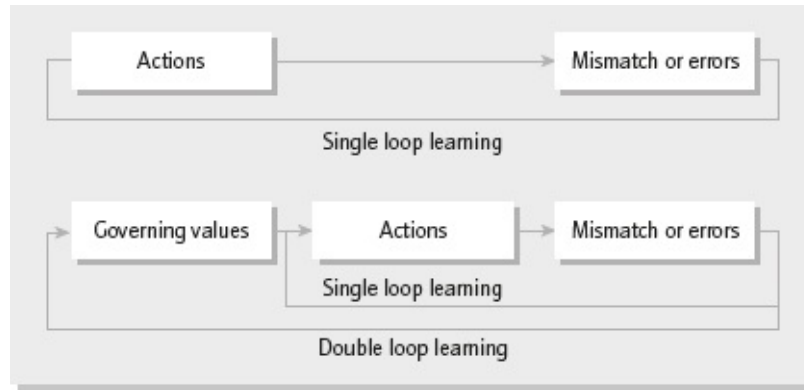 Actions
Mismatch or errors
Single loop learning
Governing values
Actions
Mismatch or errors
Single loop learning
Double loop learning